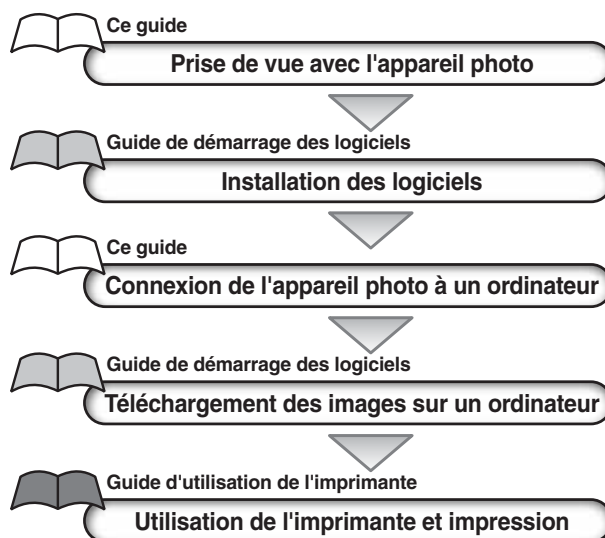 Ce guide
Prise de vue avec l'appareil photo
Guide de démarrage des logiciels
Installation des logiciels
Ce guide
Connexion de l'appareil photo à un ordinateur
Guide de démarrage des logiciels
Téléchargement des images sur un ordinateur
Guide d'utilisation de l'imprimante
Utilisation de l'imprimante et impression